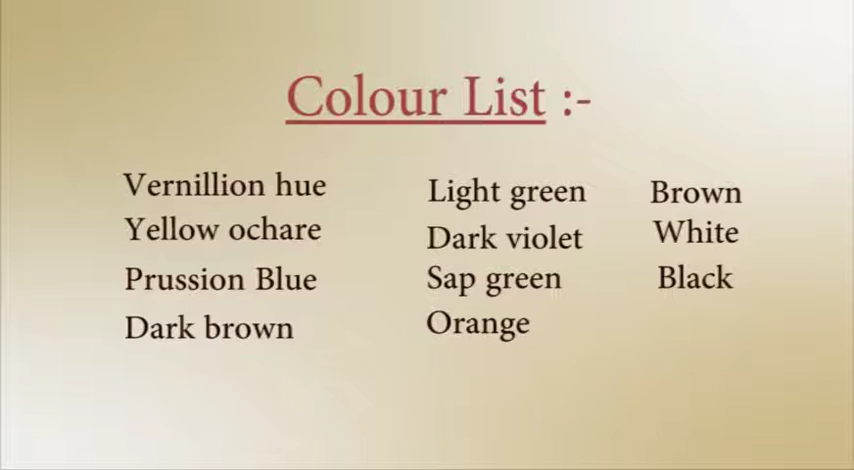 Colour List :-
Vernillion hue
Yellow ochare
Prussion Blue
Dark brown
Light green
Dark violet
Sap green
Orange
Brown
White
Black